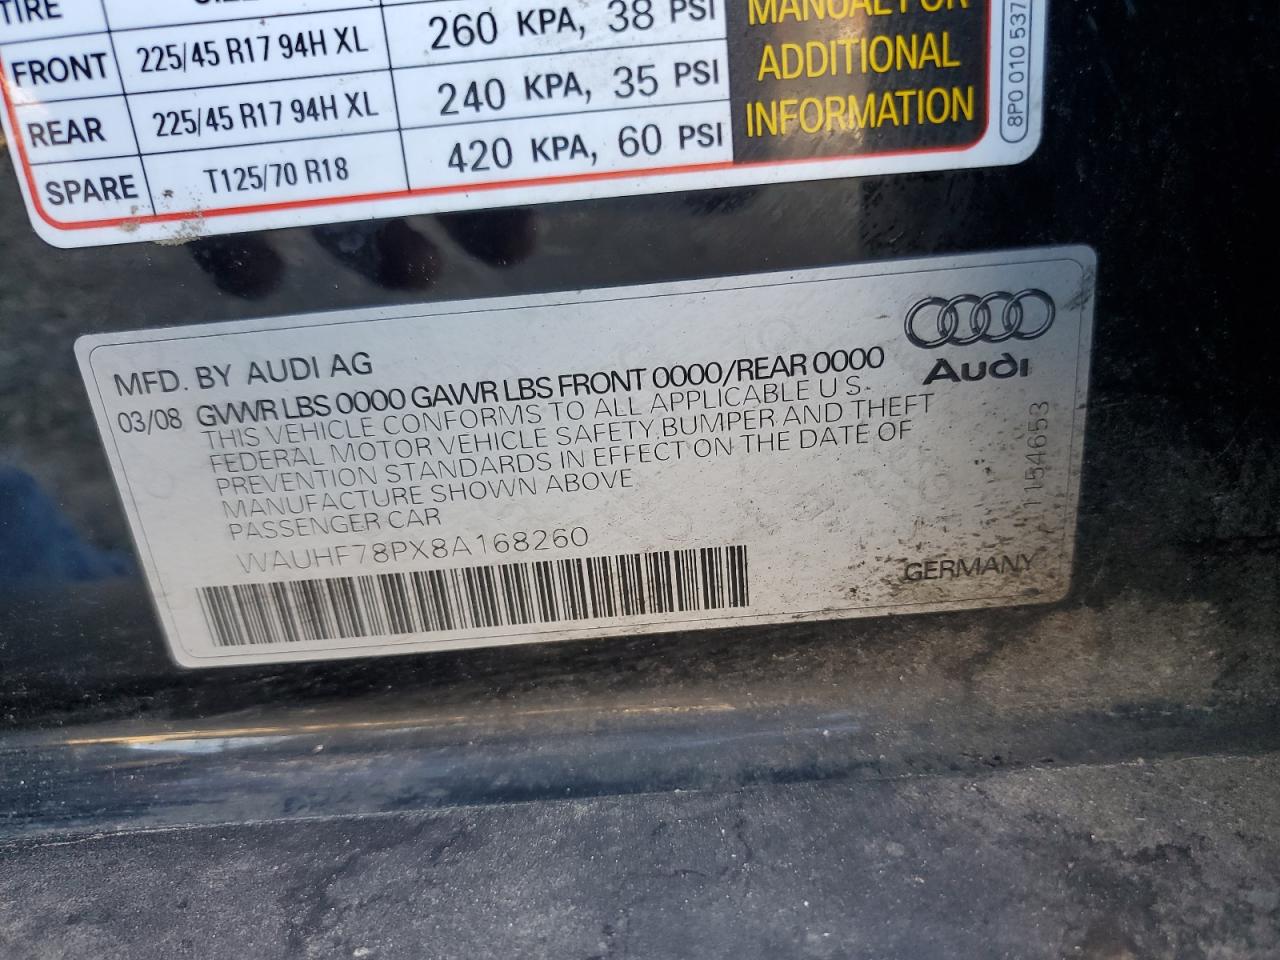 TIRE
FRONT 225/45 R17 94H XL 260 KPA, 38 PSI
REAR 225/45 R17 94H XL 240 KPA, 35 PSI
SPARE T125/70 R18 420 KPA, 60 PSI
MANUAL FOR
ADDITIONAL
INFORMATION
8P0 010 537
MFD. BY AUDI AG
03/08 GVWR LBS 0000 GAWR LBS FRONT 0000/REAR 0000
THIS VEHICLE CONFORMS TO ALL APPLICABLE U S
FEDERAL MOTOR VEHICLE SAFETY,BUMPER AND THEFT
PREVENTION STANDARDS IN EFFECT ON THE DATE OF
MANUFACTURE SHOWN ABOVE
PASSENGER CAR
WAUHF78PX8A168260
Audi
1154653
GERMANY